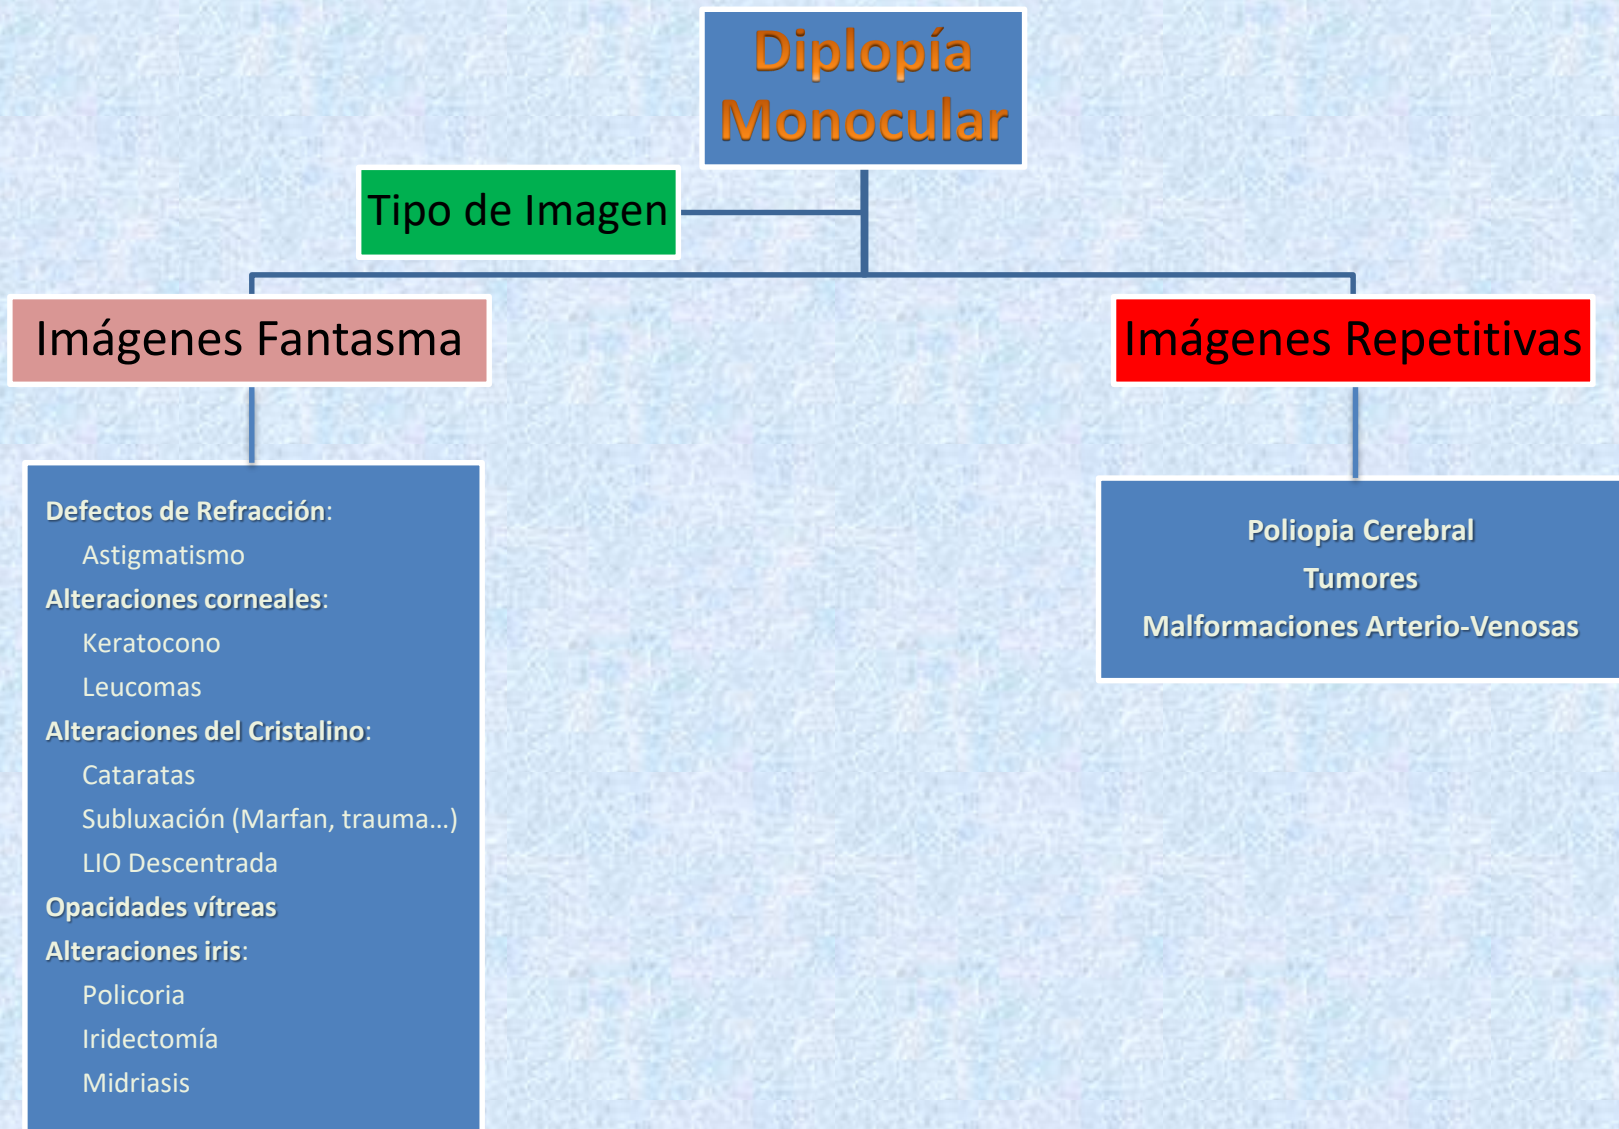 Diplopía
Monocular
Tipo de Imagen
Imágenes Fantasma
Imágenes Repetitivas
Defectos de Refracción:
Astigmatismo
Alteraciones corneales:
Keratocono
Leucomas
Alteraciones del Cristalino:
Cataratas
Subluxación (Marfan, trauma...)
LIO Descentrada
Opacidades vítreas
Alteraciones iris:
Policoria
Iridectomía
Midriasis
Poliopia Cerebral
Tumores
Malformaciones Arterio-Venosas